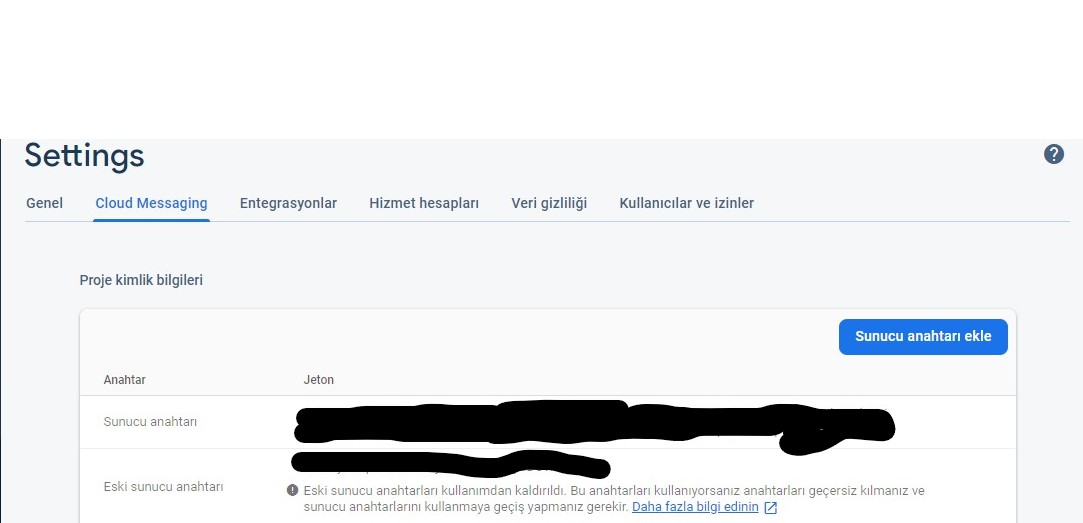 Settings
Genel Cloud Messaging Entegrasyonlar Hizmet hesapları Veri gizliliği Kullanıcılar ve izinler
Proje kimlik bilgileri
Sunucu anahtarı ekle
Anahtar Jeton
Sunucu anahtarı
Eski sunucu anahtarı
Eski sunucu anahtarları kullanımdan kaldırıldı. Bu anahtarları kullanıyorsanız anahtarları geçersiz kılmanız ve
sunucu anahtarlarını kullanmaya geçiş yapmanız gerekir. Daha fazla bilgi edinin